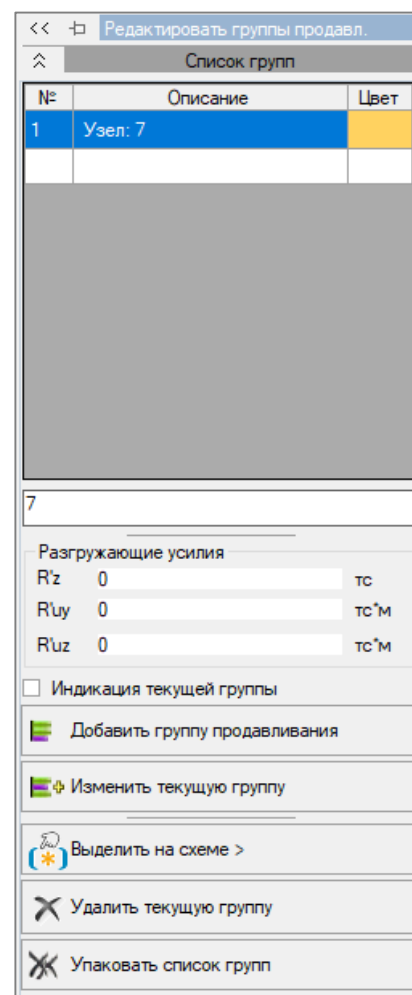 << Редактировать группы продавл.
Список групп
№ Описание Цвет
1 Узел: 7
7
Разгружающие усилия
R'z 0 тс
R'uy 0 тс*м
R'uz 0 тс*м
Индикация текущей группы
Добавить группу продавливания
Изменить текущую группу
Выделить на схеме >
Удалить текущую группу
Упаковать список групп